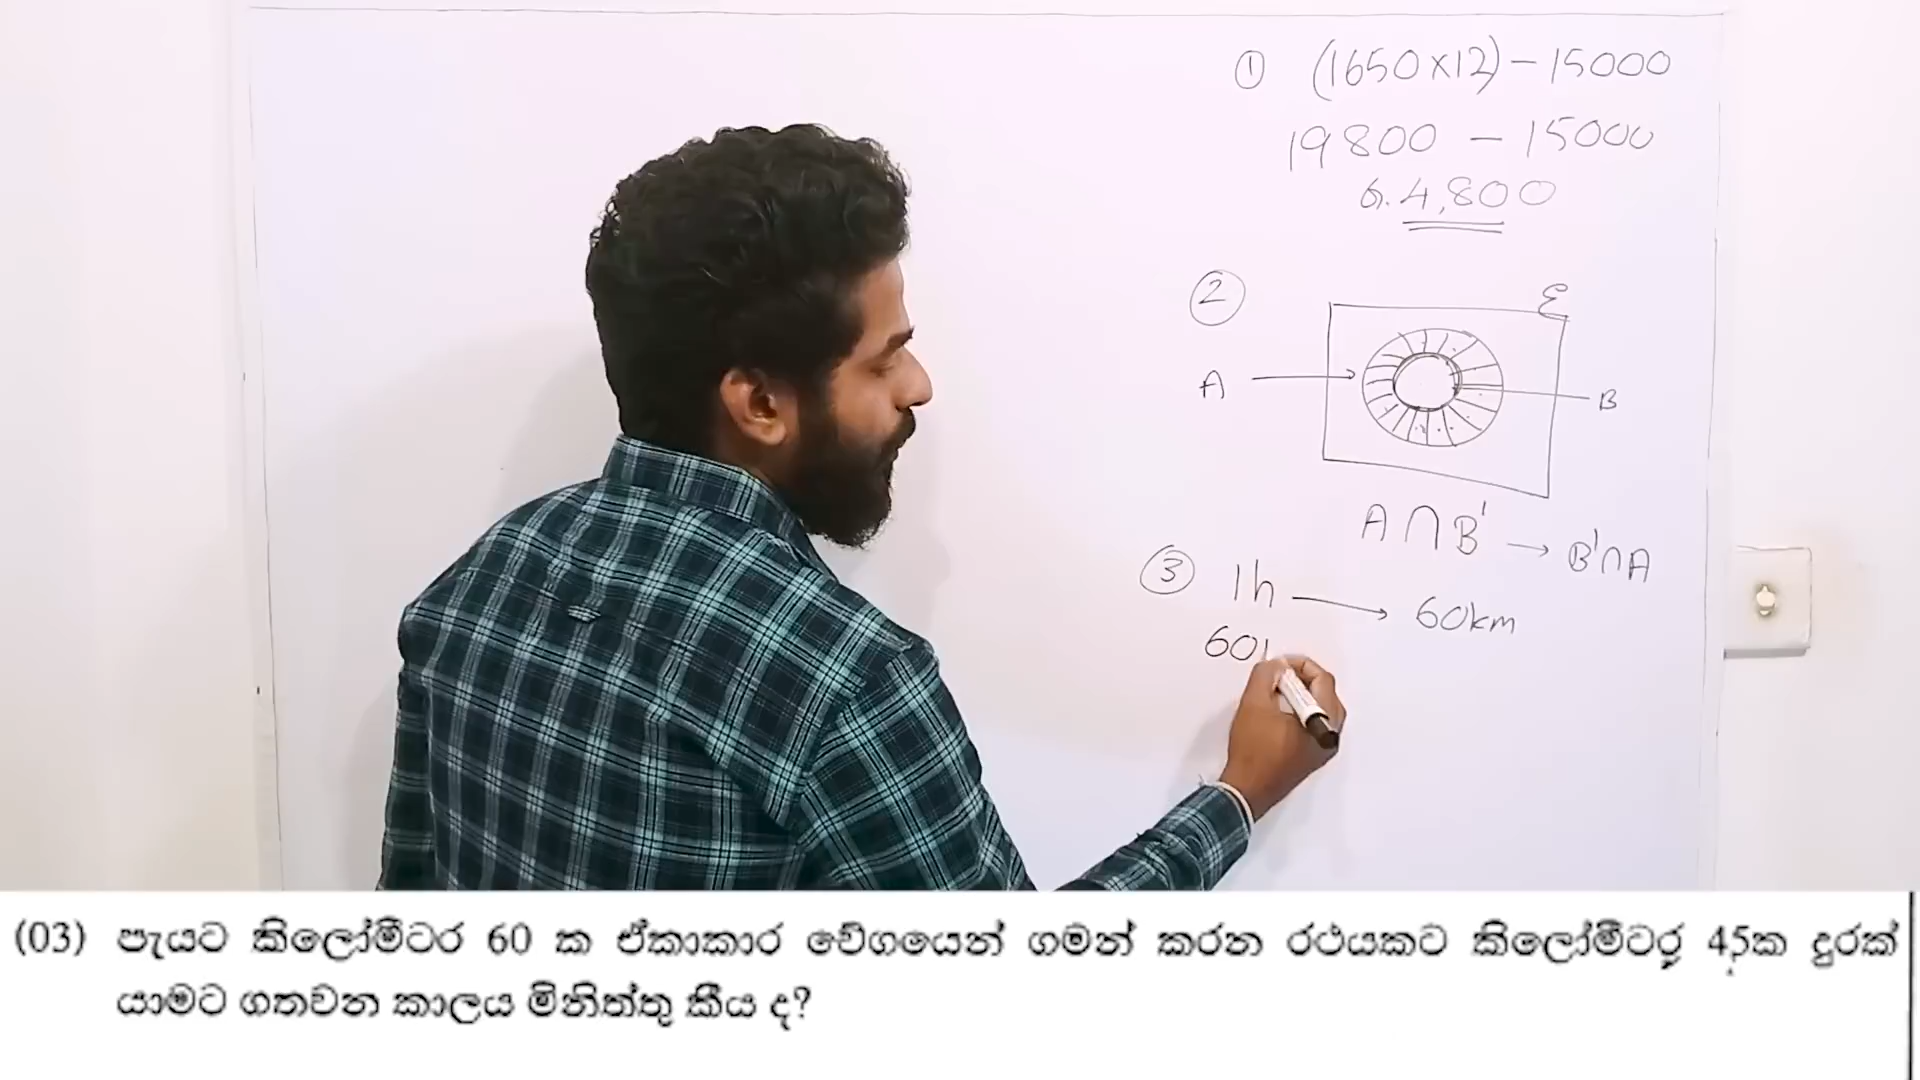 ① (1650×12) – 15000
19800 – 15000
රු. 4,800
②
ℰ
A
B
A ∩ B' → B'∩A
③ 1h → 60km
60
(03) පැයට කිලෝමීටර 60 ක ඒකාකාර වේගයෙන් ගමන් කරන රථයකට කිලෝමීටර 45ක දුරක්
යාමට ගතවන කාලය මිනිත්තු කීය ද?